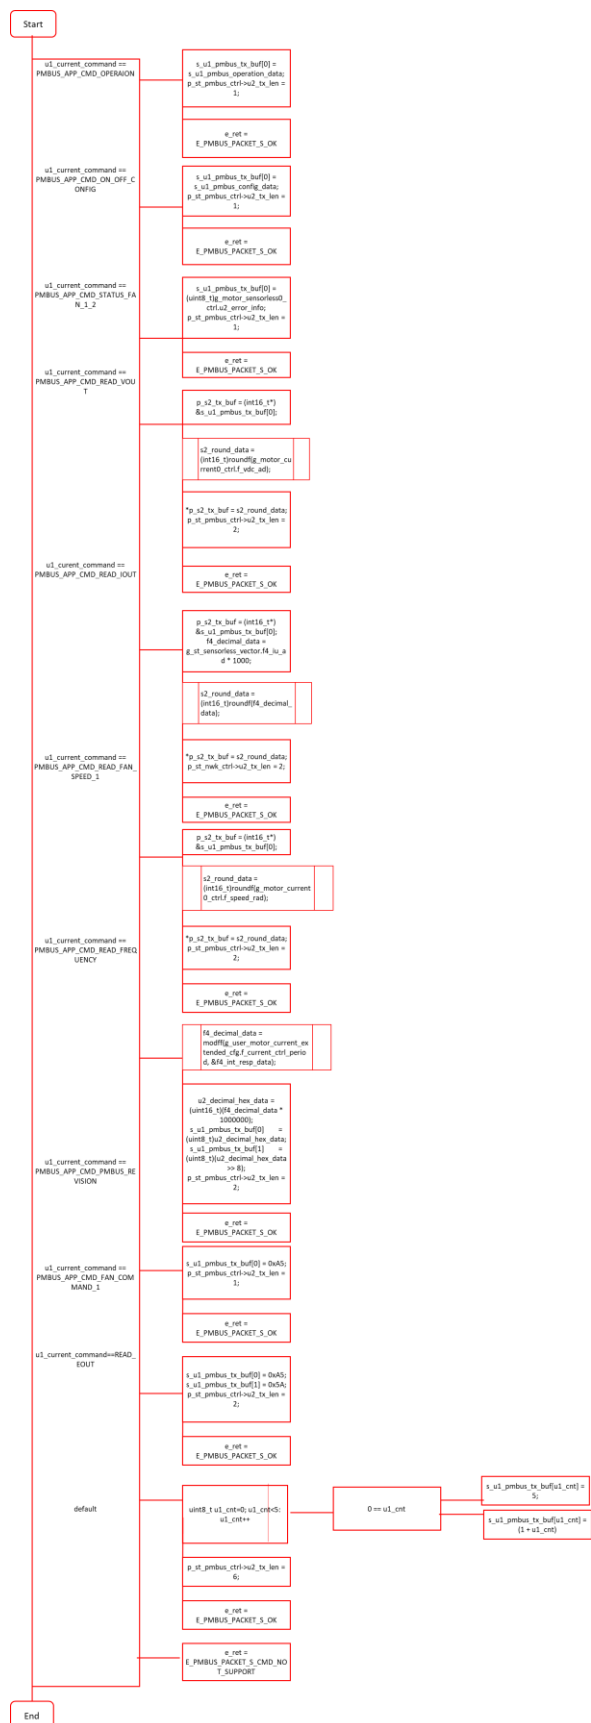 Start
u1_current_command ==
PMBUS_APP_CMD_OPERAION
s_u1_pmbus_tx_buf[0] =
s_u1_pmbus_operation_data;
p_st_pmbus_ctrl->u2_tx_len =
1;
e_ret =
E_PMBUS_PACKET_S_OK
u1_current_command ==
PMBUS_APP_CMD_ON_OFF_C
ONFIG
s_u1_pmbus_tx_buf[0] =
s_u1_pmbus_config_data;
p_st_pmbus_ctrl->u2_tx_len =
1;
e_ret =
E_PMBUS_PACKET_S_OK
u1_current_command ==
PMBUS_APP_CMD_STATUS_FA
N_1_2
s_u1_pmbus_tx_buf[0] =
(uint8_t)g_motor_sensorless0_
ctrl.u2_error_info;
p_st_pmbus_ctrl->u2_tx_len =
1;
e_ret =
E_PMBUS_PACKET_S_OK
u1_current_command ==
PMBUS_APP_CMD_READ_VOU
T
p_s2_tx_buf = (int16_t*)
&s_u1_pmbus_tx_buf[0];
s2_round_data =
(int16_t)roundf(g_motor_cu
rrent0_ctrl.f_vdc_ad);
*p_s2_tx_buf = s2_round_data;
p_st_pmbus_ctrl->u2_tx_len =
2;
e_ret =
E_PMBUS_PACKET_S_OK
u1_curent_command ==
PMBUS_APP_CMD_READ_IOUT
p_s2_tx_buf = (int16_t*)
&s_u1_pmbus_tx_buf[0];
f4_decimal_data =
g_st_sensorless_vector.f4_iu_a
d * 1000;
s2_round_data =
(int16_t)roundf(f4_decimal_
data);
*p_s2_tx_buf = s2_round_data;
p_st_nwk_ctrl->u2_tx_len = 2;
e_ret =
E_PMBUS_PACKET_S_OK
u1_current_command ==
PMBUS_APP_CMD_READ_FAN_
SPEED_1
p_s2_tx_buf = (int16_t*)
&s_u1_pmbus_tx_buf[0];
s2_round_data =
(int16_t)roundf(g_motor_current
0_ctrl.f_speed_rad);
*p_s2_tx_buf = s2_round_data;
p_st_pmbus_ctrl->u2_tx_len =
2;
e_ret =
E_PMBUS_PACKET_S_OK
u1_current_command ==
PMBUS_APP_CMD_READ_FREQ
UENCY
f4_decimal_data =
modff(g_user_motor_current_ex
tended_cfg.f_current_ctrl_perio
d, &f4_int_resp_data);
u2_decimal_hex_data =
(uint16_t)(f4_decimal_data *
1000000);
s_u1_pmbus_tx_buf[0] =
(uint8_t)u2_decimal_hex_data;
s_u1_pmbus_tx_buf[1] =
(uint8_t)(u2_decimal_hex_data
>> 8);
p_st_pmbus_ctrl->u2_tx_len =
2;
e_ret =
E_PMBUS_PACKET_S_OK
u1_current_command ==
PMBUS_APP_CMD_PMBUS_RE
VISION
s_u1_pmbus_tx_buf[0] = 0xA5;
p_st_pmbus_ctrl->u2_tx_len =
1;
e_ret =
E_PMBUS_PACKET_S_OK
u1_current_command ==
PMBUS_APP_CMD_FAN_COM
MAND_1
s_u1_pmbus_tx_buf[0] = 0xA5;
s_u1_pmbus_tx_buf[1] = 0x5A;
p_st_pmbus_ctrl->u2_tx_len =
2;
e_ret =
E_PMBUS_PACKET_S_OK
u1_current_command==READ_
EOUT
uint8_t u1_cnt=0; u1_cnt<5:
u1_cnt++
0 == u1_cnt
s_u1_pmbus_tx_buf[u1_cnt] =
5;
s_u1_pmbus_tx_buf[u1_cnt] =
(1 + u1_cnt)
p_st_pmbus_ctrl->u2_tx_len =
6;
e_ret =
E_PMBUS_PACKET_S_OK
default
e_ret =
E_PMBUS_PACKET_S_CMD_NO
T_SUPPORT
End